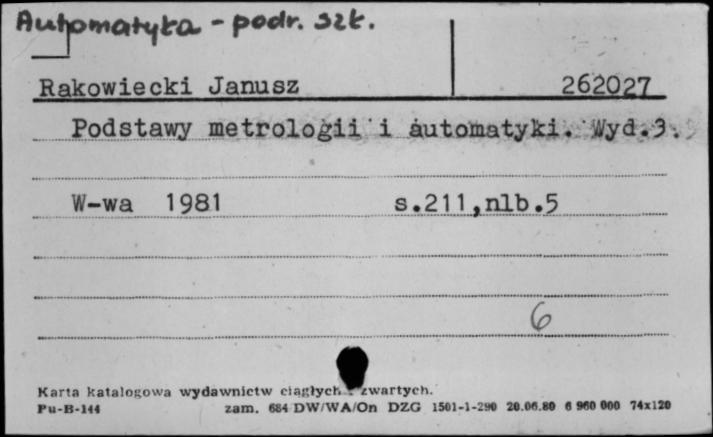 Automatyka - podr. szk.
Rakowiecki Janusz 262027
Podstawy metrologii i automatyki. Wyd.3.
W-wa 1981 s.211,nlb.5
6
Karta katalogowa wydawnictw ciągłych zwartych.
Pu-B-144 zam. 684 DW/WA/On DZG 1501-1-290 20.06.80 6 960 000 74x120